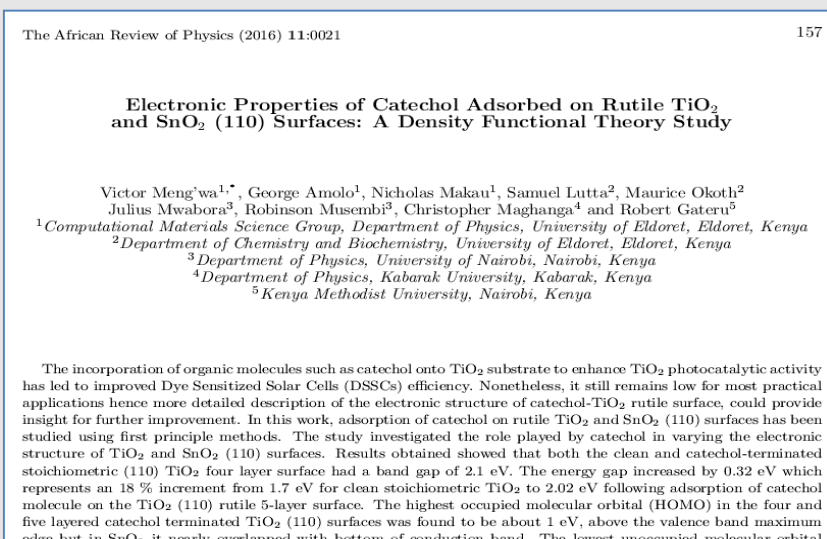 The African Review of Physics (2016) 11:0021
157
Electronic Properties of Catechol Adsorbed on Rutile TiO₂
and SnO₂ (110) Surfaces: A Density Functional Theory Study
Victor Meng'wa¹,*, George Amolo¹, Nicholas Makau¹, Samuel Lutta², Maurice Okoth²
Julius Mwabora³, Robinson Musembi³, Christopher Maghanga⁴ and Robert Gateru⁵
¹Computational Materials Science Group, Department of Physics, University of Eldoret, Eldoret, Kenya
²Department of Chemistry and Biochemistry, University of Eldoret, Eldoret, Kenya
³Department of Physics, University of Nairobi, Nairobi, Kenya
⁴Department of Physics, Kabarak University, Kabarak, Kenya
⁵Kenya Methodist University, Nairobi, Kenya
The incorporation of organic molecules such as catechol onto TiO₂ substrate to enhance TiO₂ photocatalytic activity
has led to improved Dye Sensitized Solar Cells (DSSCs) efficiency. Nonetheless, it still remains low for most practical
applications hence more detailed description of the electronic structure of catechol-TiO₂ rutile surface, could provide
insight for further improvement. In this work, adsorption of catechol on rutile TiO₂ and SnO₂ (110) surfaces has been
studied using first principle methods. The study investigated the role played by catechol in varying the electronic
structure of TiO₂ and SnO₂ (110) surfaces. Results obtained showed that both the clean and catechol-terminated
stoichiometric (110) TiO₂ four layer surface had a band gap of 2.1 eV. The energy gap increased by 0.32 eV which
represents an 18 % increment from 1.7 eV for clean stoichiometric TiO₂ to 2.02 eV following adsorption of catechol
molecule on the TiO₂ (110) rutile 5-layer surface. The highest occupied molecular orbital (HOMO) in the four and
five layered catechol terminated TiO₂ (110) surfaces was found to be about 1 eV, above the valence band maximum
edge but in SnO₂ it nearly overlapped with bottom of conduction band. The lowest unoccupied molecular orbital